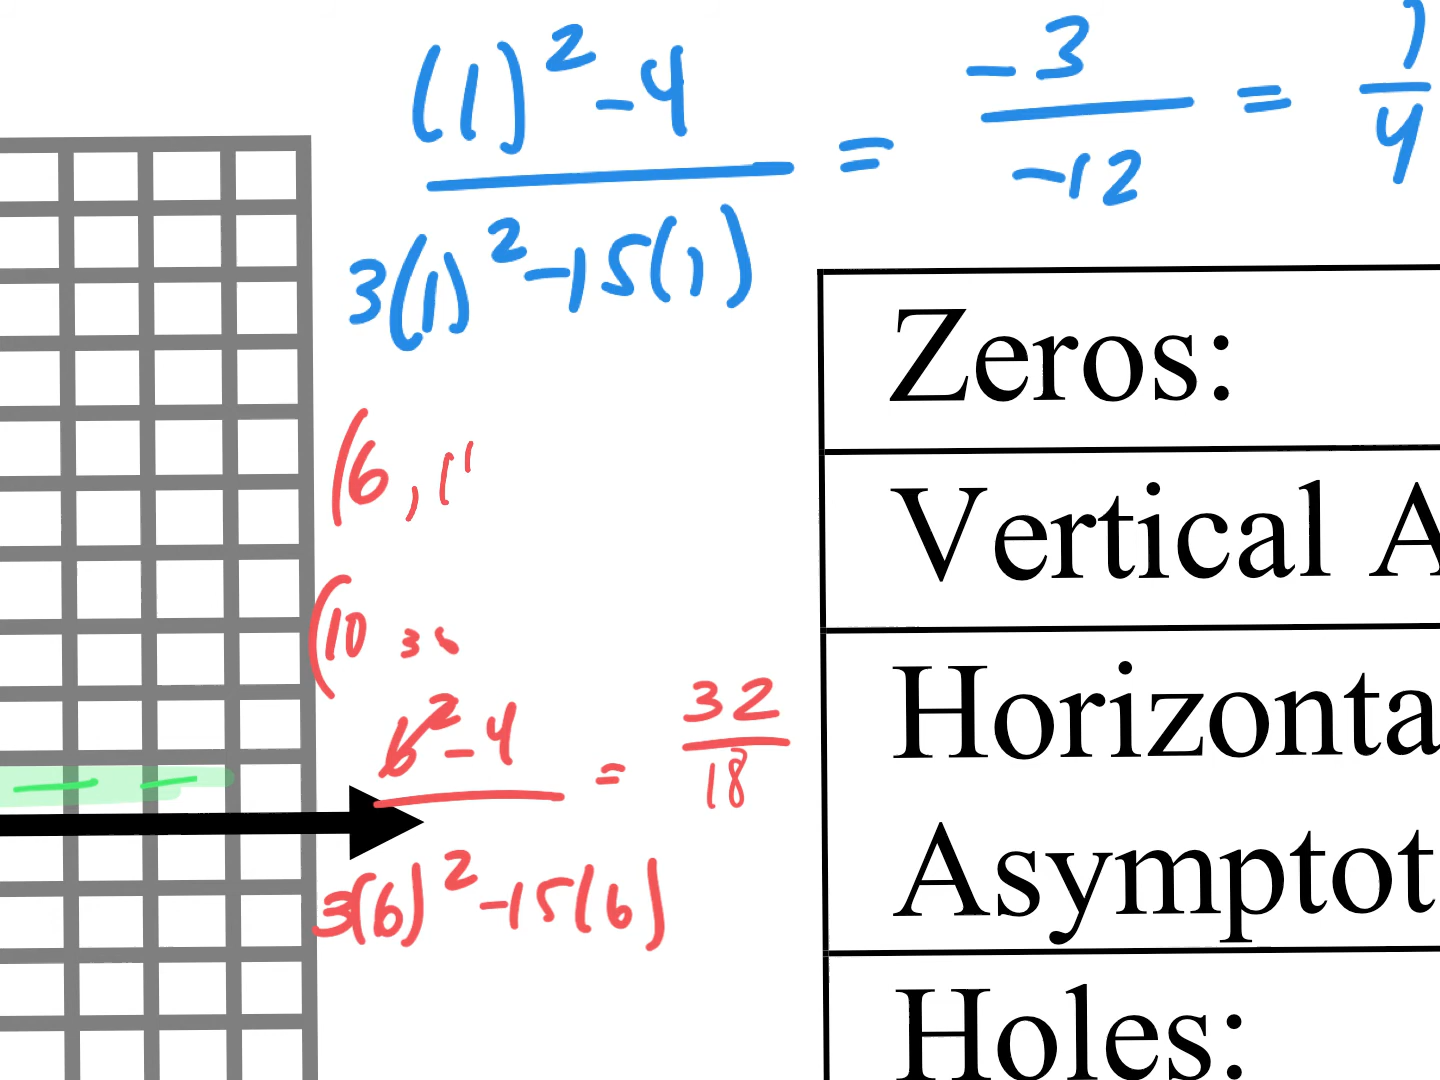 (1)² - 4 = -3 = 1
3(1)² - 15(1) -12 4
(6, 1
(10
6² - 4 = 32
3(6)² - 15(6) 18
Zeros:
Vertical A
Horizonta
Asymptot
Holes: